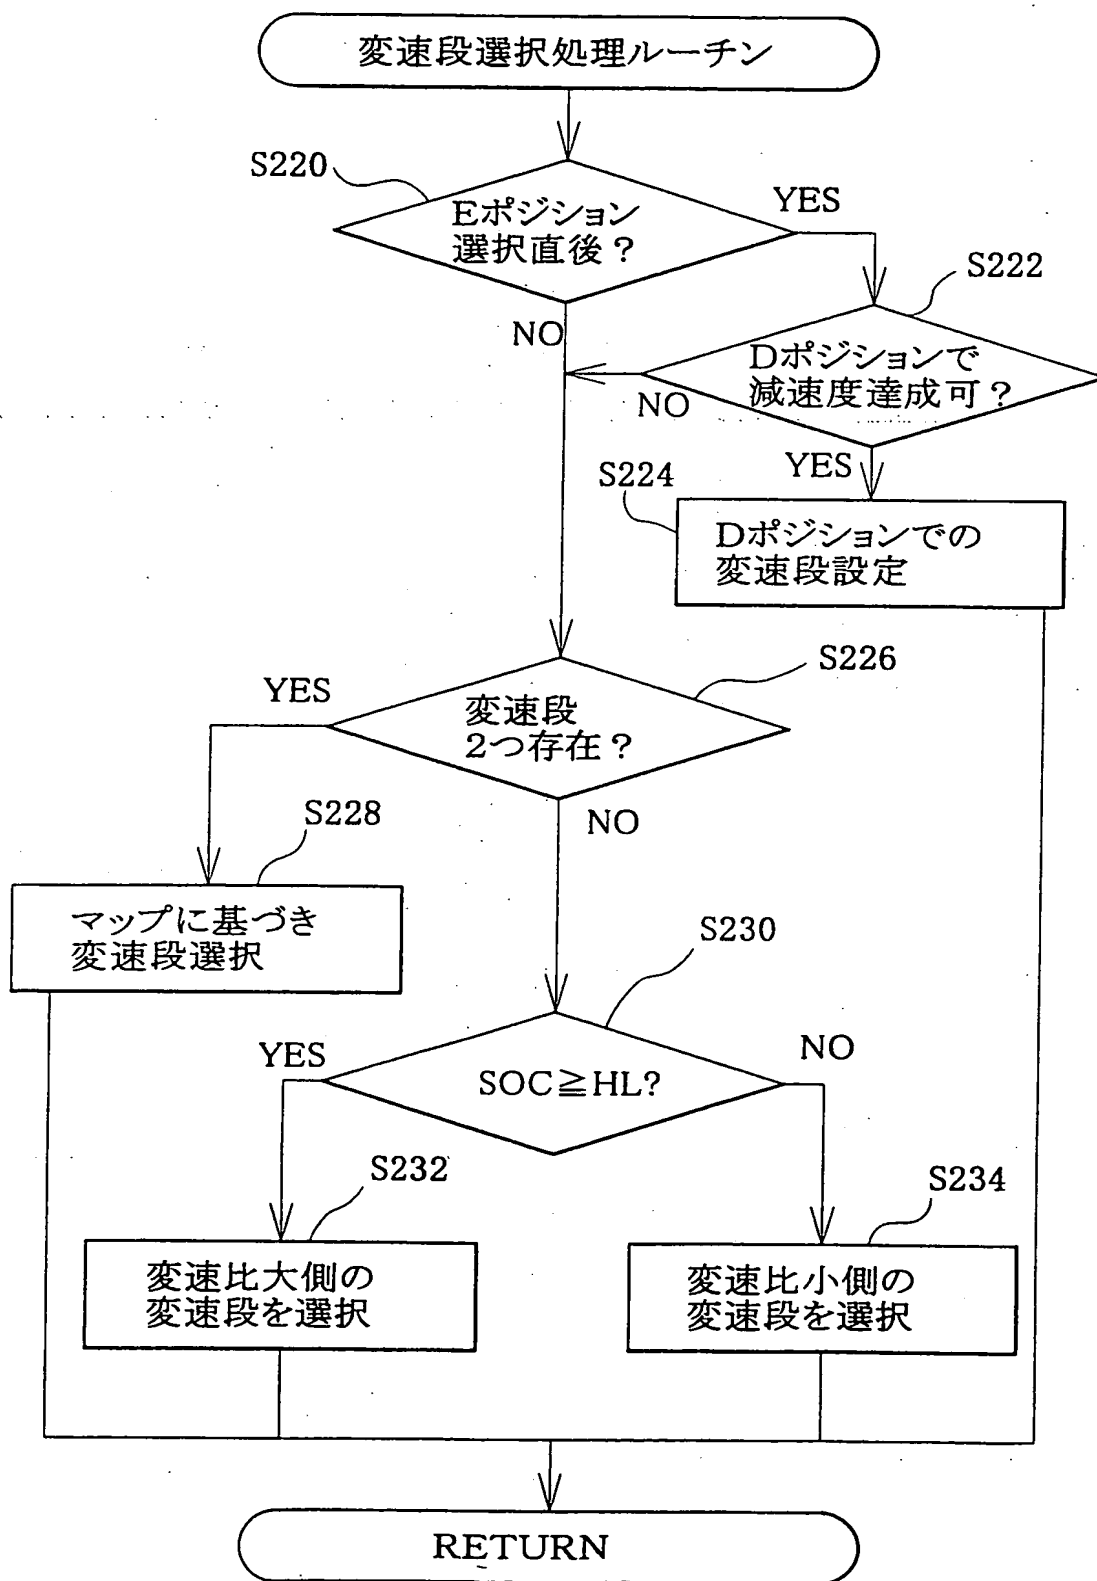 変速段選択処理ルーチン
S220
Eポジション
選択直後？
YES
S222
NO
Dポジションで
減速度達成可？
NO
YES
S224
Dポジションでの
変速段設定
S226
YES
変速段
2つ存在？
NO
S228
マップに基づき
変速段選択
S230
YES
NO
SOC≧HL?
S232
S234
変速比大側の
変速段を選択
変速比小側の
変速段を選択
RETURN